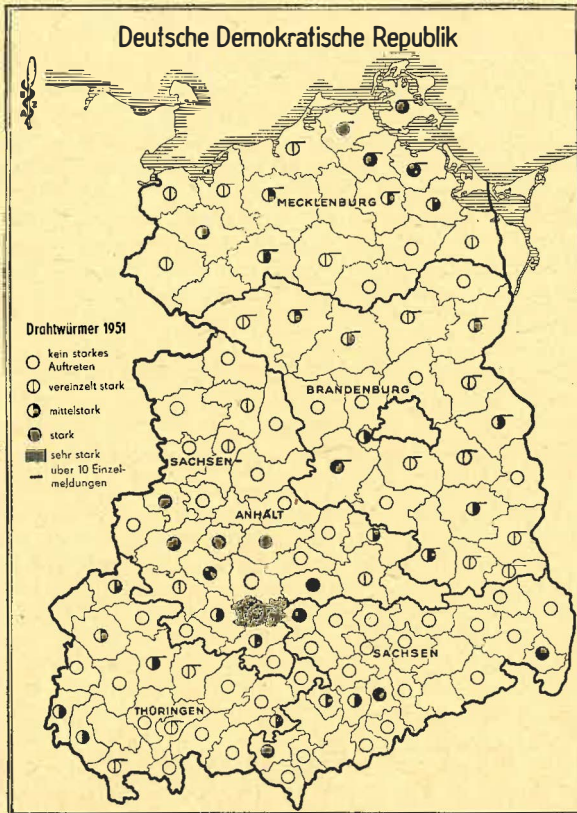 Deutsche Demokratische Republik
MECKLENBURG
Drahtwürmer 1951
kein starkes
Auftreten
vereinzelt stark
mittelstark
stark
sehr stark
über 10 Einzel-
meldungen
BRANDENBURG
SACHSEN-
ANHALT
SACHSEN
THÜRINGEN